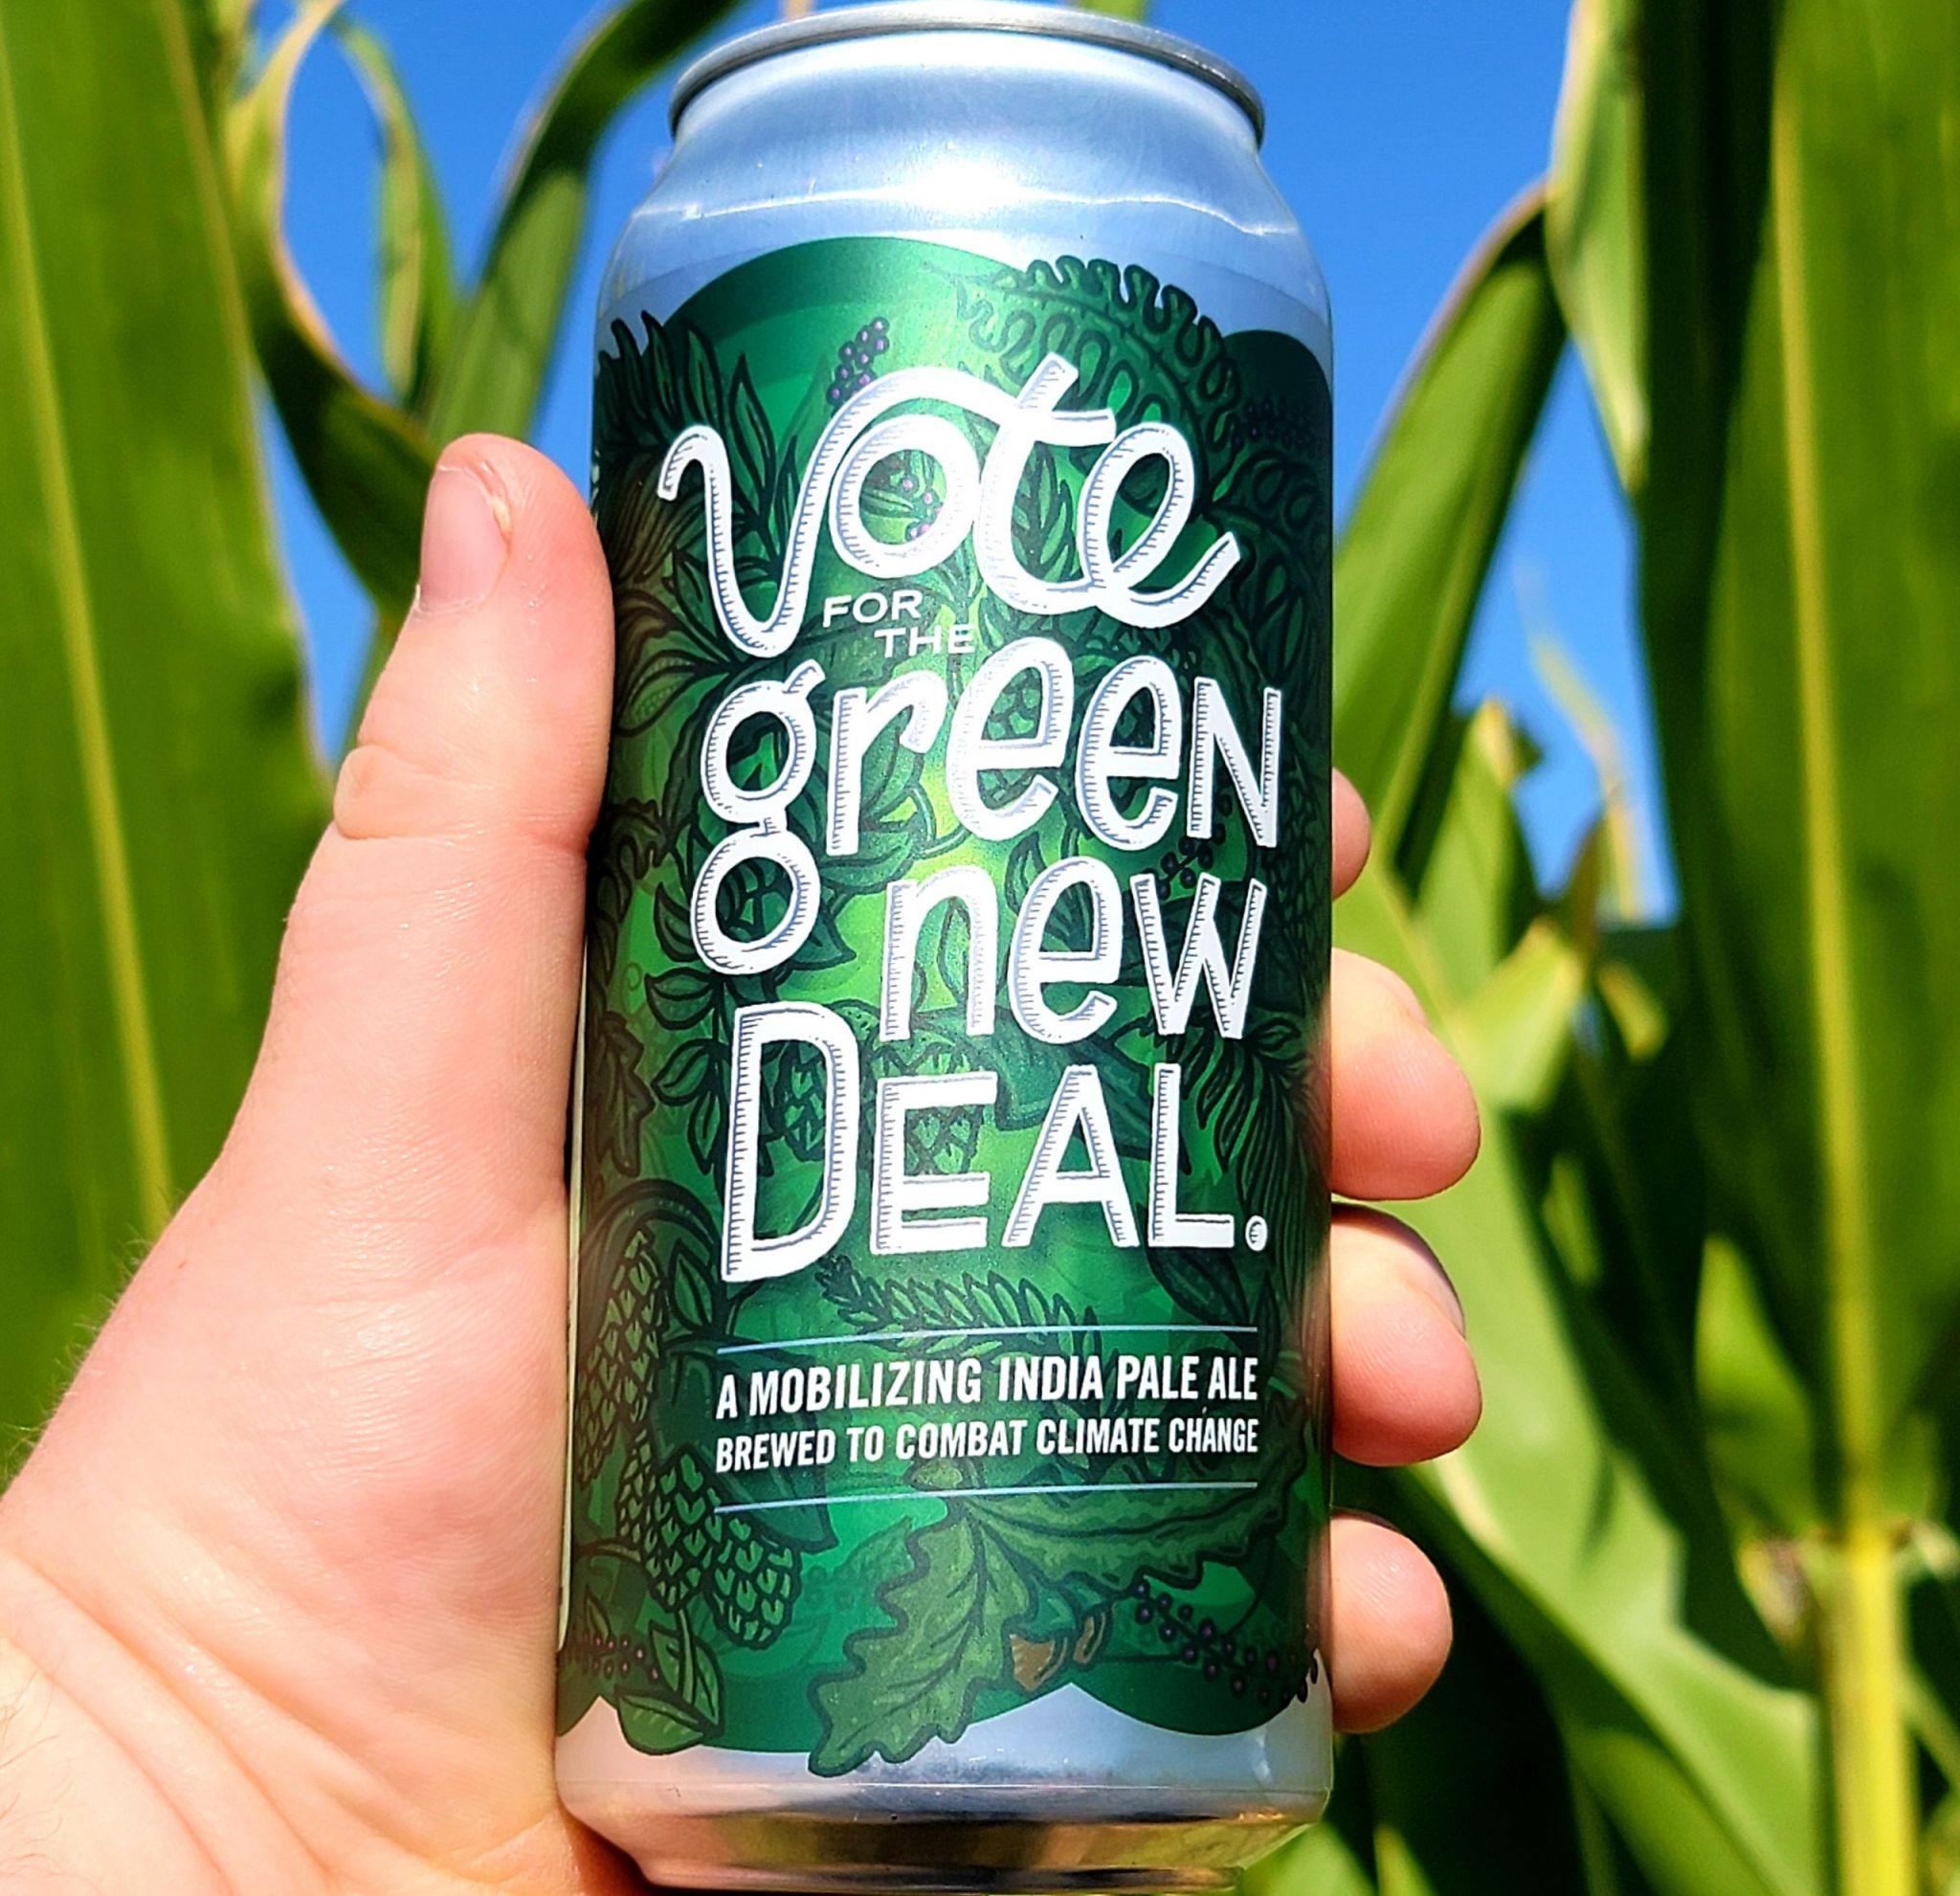 Vote
FOR
THE
greeN
new
DEAL.
A MOBILIZING INDIA PALE ALE
BREWED TO COMBAT CLIMATE CHANGE